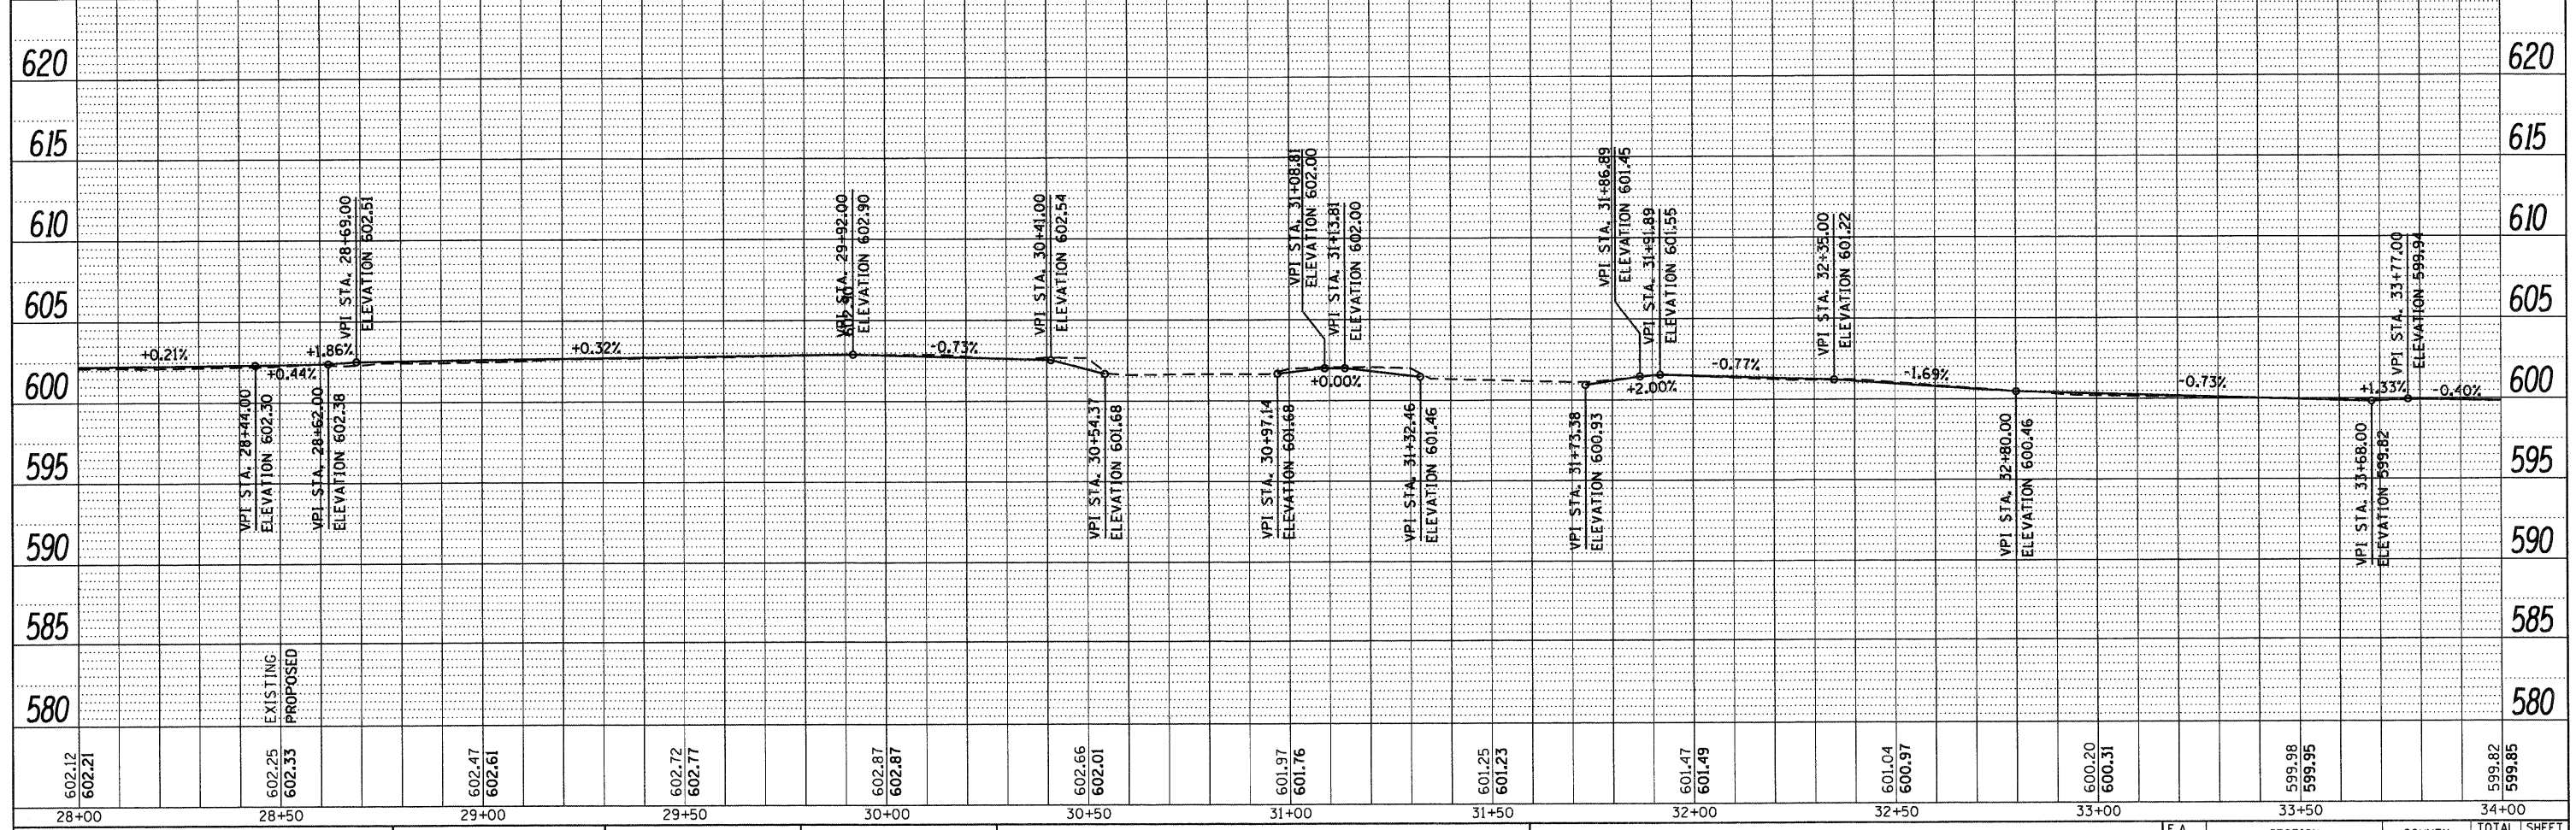 620
620
615
615
610
610
605
605
600
600
595
595
590
590
585
585
580
580
VPI STA. 28+44.00
ELEVATION 602.30
VPI STA. 28+62.00
ELEVATION 602.38
VPI STA. 28+69.00
ELEVATION 602.51
VPI STA. 29+92.00
602.90
ELEVATION 602.90
VPI STA. 30+41.00
ELEVATION 602.54
VPI STA. 30+54.37
ELEVATION 601.68
VPI STA. 30+97.14
ELEVATION 601.68
VPI STA. 31+08.81
ELEVATION 602.00
VPI STA. 31+13.81
ELEVATION 602.00
VPI STA. 31+32.46
ELEVATION 601.46
VPI STA. 31+73.38
ELEVATION 600.93
VPI STA. 31+86.89
ELEVATION 601.45
VPI STA. 31+91.89
ELEVATION 601.55
VPI STA. 32+35.00
ELEVATION 601.22
VPI STA. 32+80.00
ELEVATION 600.46
VPI STA. 33+68.00
ELEVATION 599.82
VPI STA. 33+77.00
ELEVATION 599.94
+0.21%
+0.44%
+1.86%
+0.32%
-0.73%
+0.00%
+2.00%
-0.77%
-1.69%
-0.73%
+1.33%
-0.40%
EXISTING
PROPOSED
602.12
602.21
602.25
602.33
602.47
602.61
602.72
602.77
602.87
602.87
602.66
602.01
601.97
601.76
601.25
601.23
601.47
601.49
601.04
600.97
600.20
600.31
599.98
599.95
599.82
599.85
28+00
28+50
29+00
29+50
30+00
30+50
31+00
31+50
32+00
32+50
33+00
33+50
34+00
TOTAL
SHEET